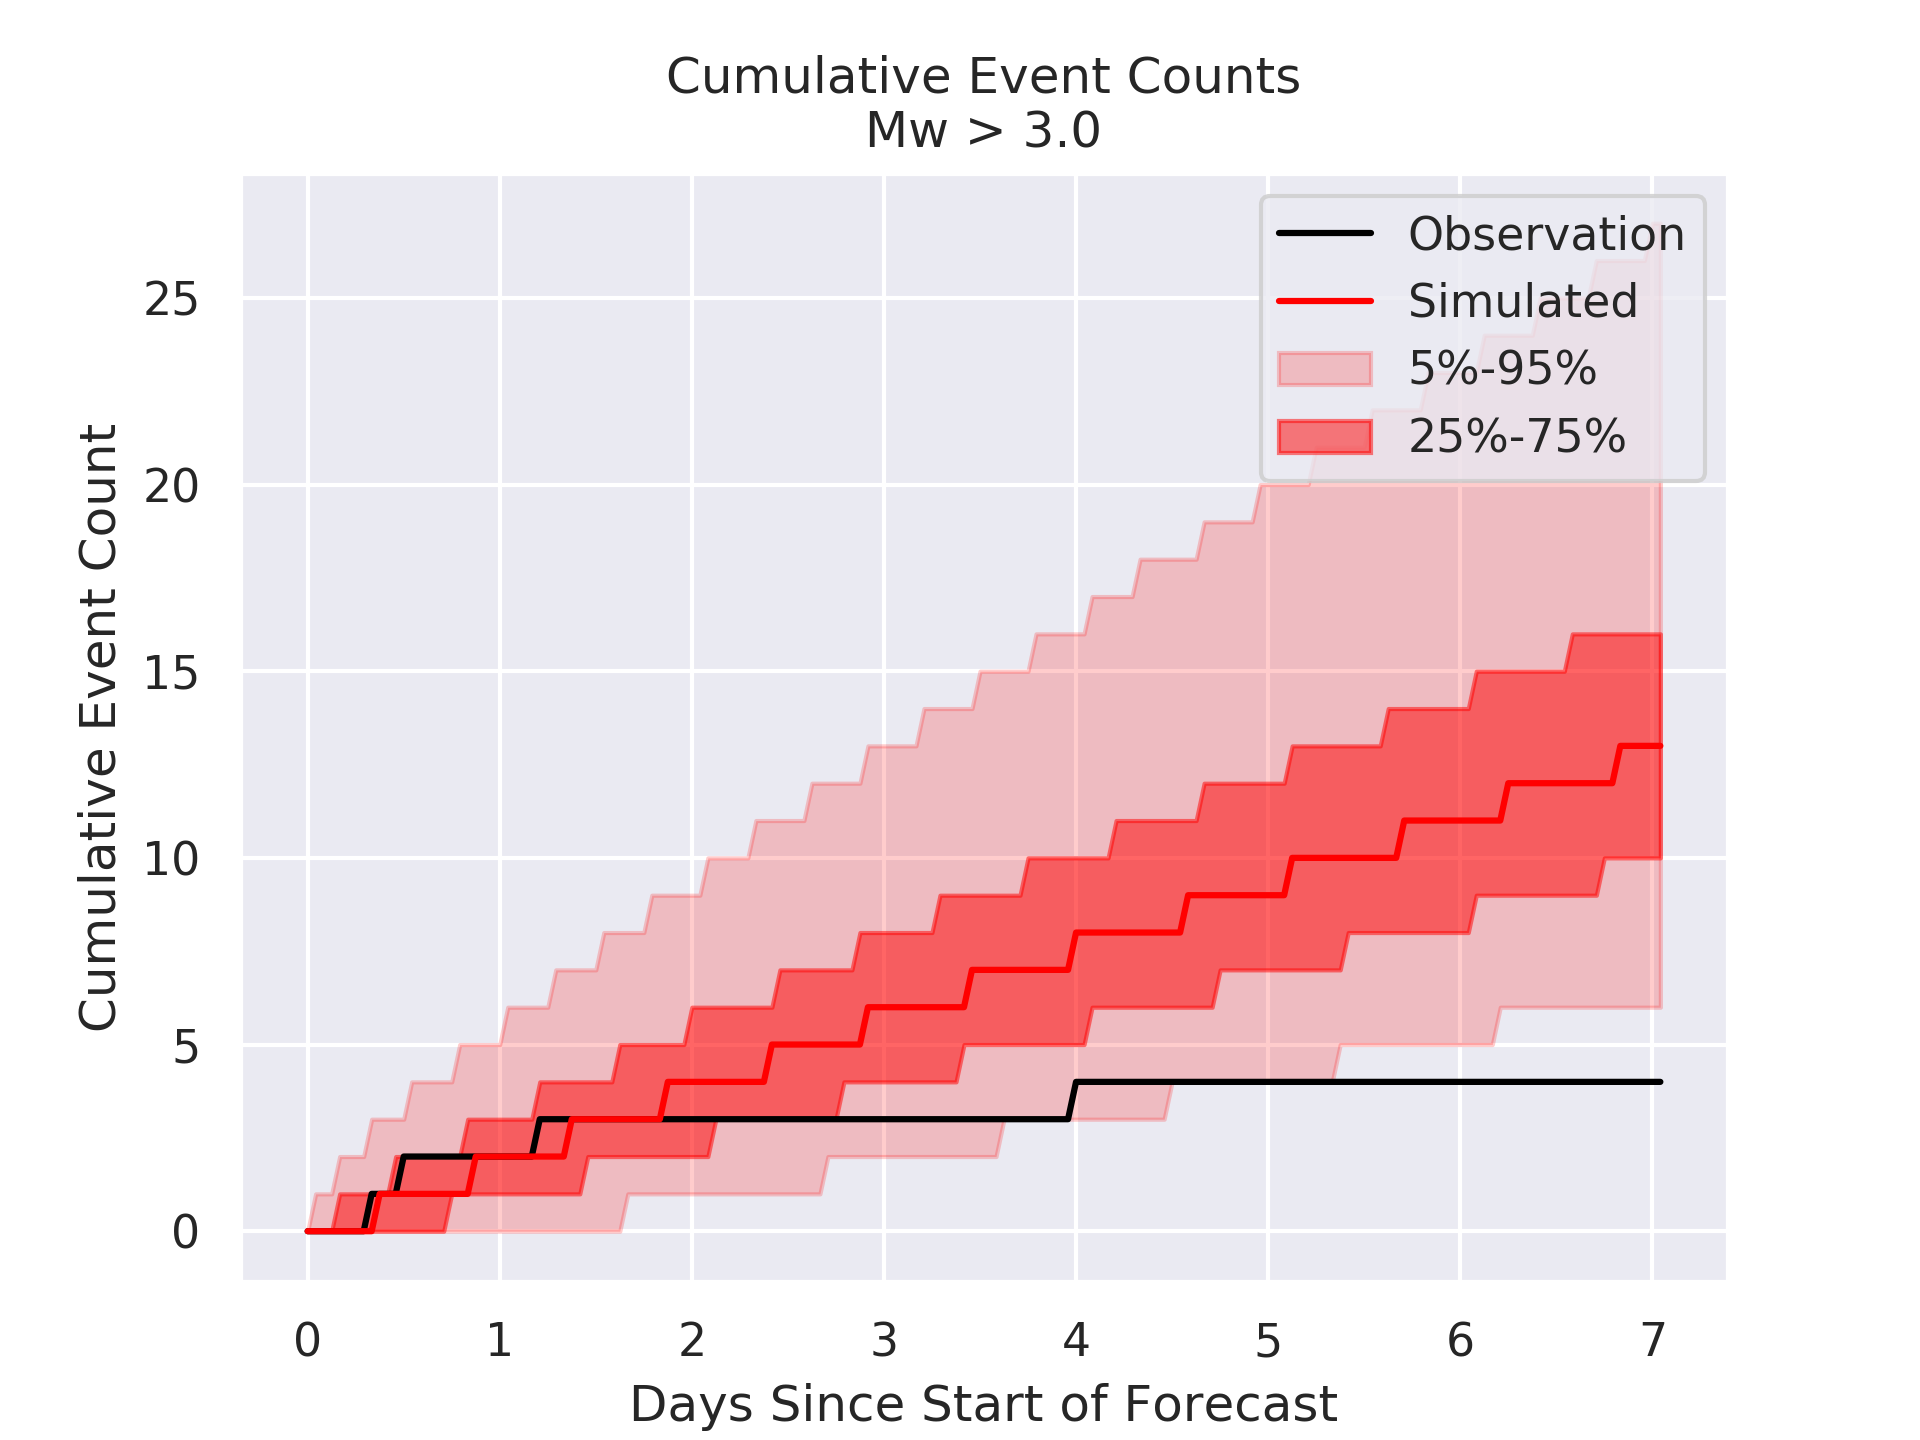 Cumulative Event Counts
Mw > 3.0
Observation
Simulated
5%-95%
25%-75%
Cumulative Event Count
25
20
15
10
5
0
0 1 2 3 4 5 6 7
Days Since Start of Forecast